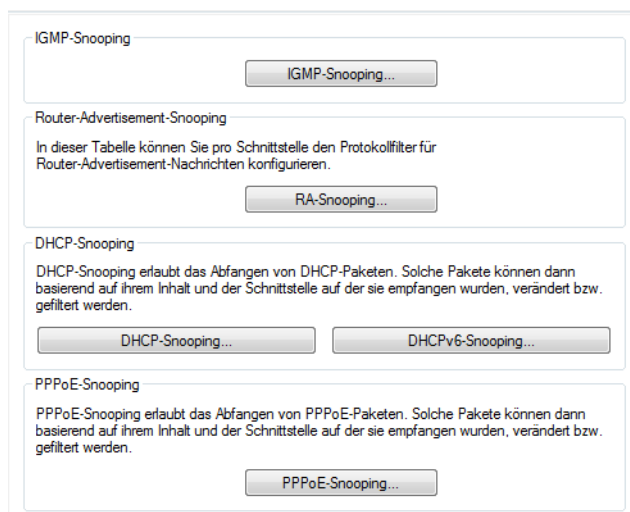 IGMP-Snooping
IGMP-Snooping...
Router-Advertisement-Snooping
In dieser Tabelle können Sie pro Schnittstelle den Protokollfilter für
Router-Advertisement-Nachrichten konfigurieren.
RA-Snooping...
DHCP-Snooping
DHCP-Snooping erlaubt das Abfangen von DHCP-Paketen. Solche Pakete können dann
basierend auf ihrem Inhalt und der Schnittstelle auf der sie empfangen wurden, verändert bzw.
gefiltert werden.
DHCP-Snooping...
DHCPv6-Snooping...
PPPoE-Snooping
PPPoE-Snooping erlaubt das Abfangen von PPPoE-Paketen. Solche Pakete können dann
basierend auf ihrem Inhalt und der Schnittstelle auf der sie empfangen wurden, verändert bzw.
gefiltert werden.
PPPoE-Snooping...